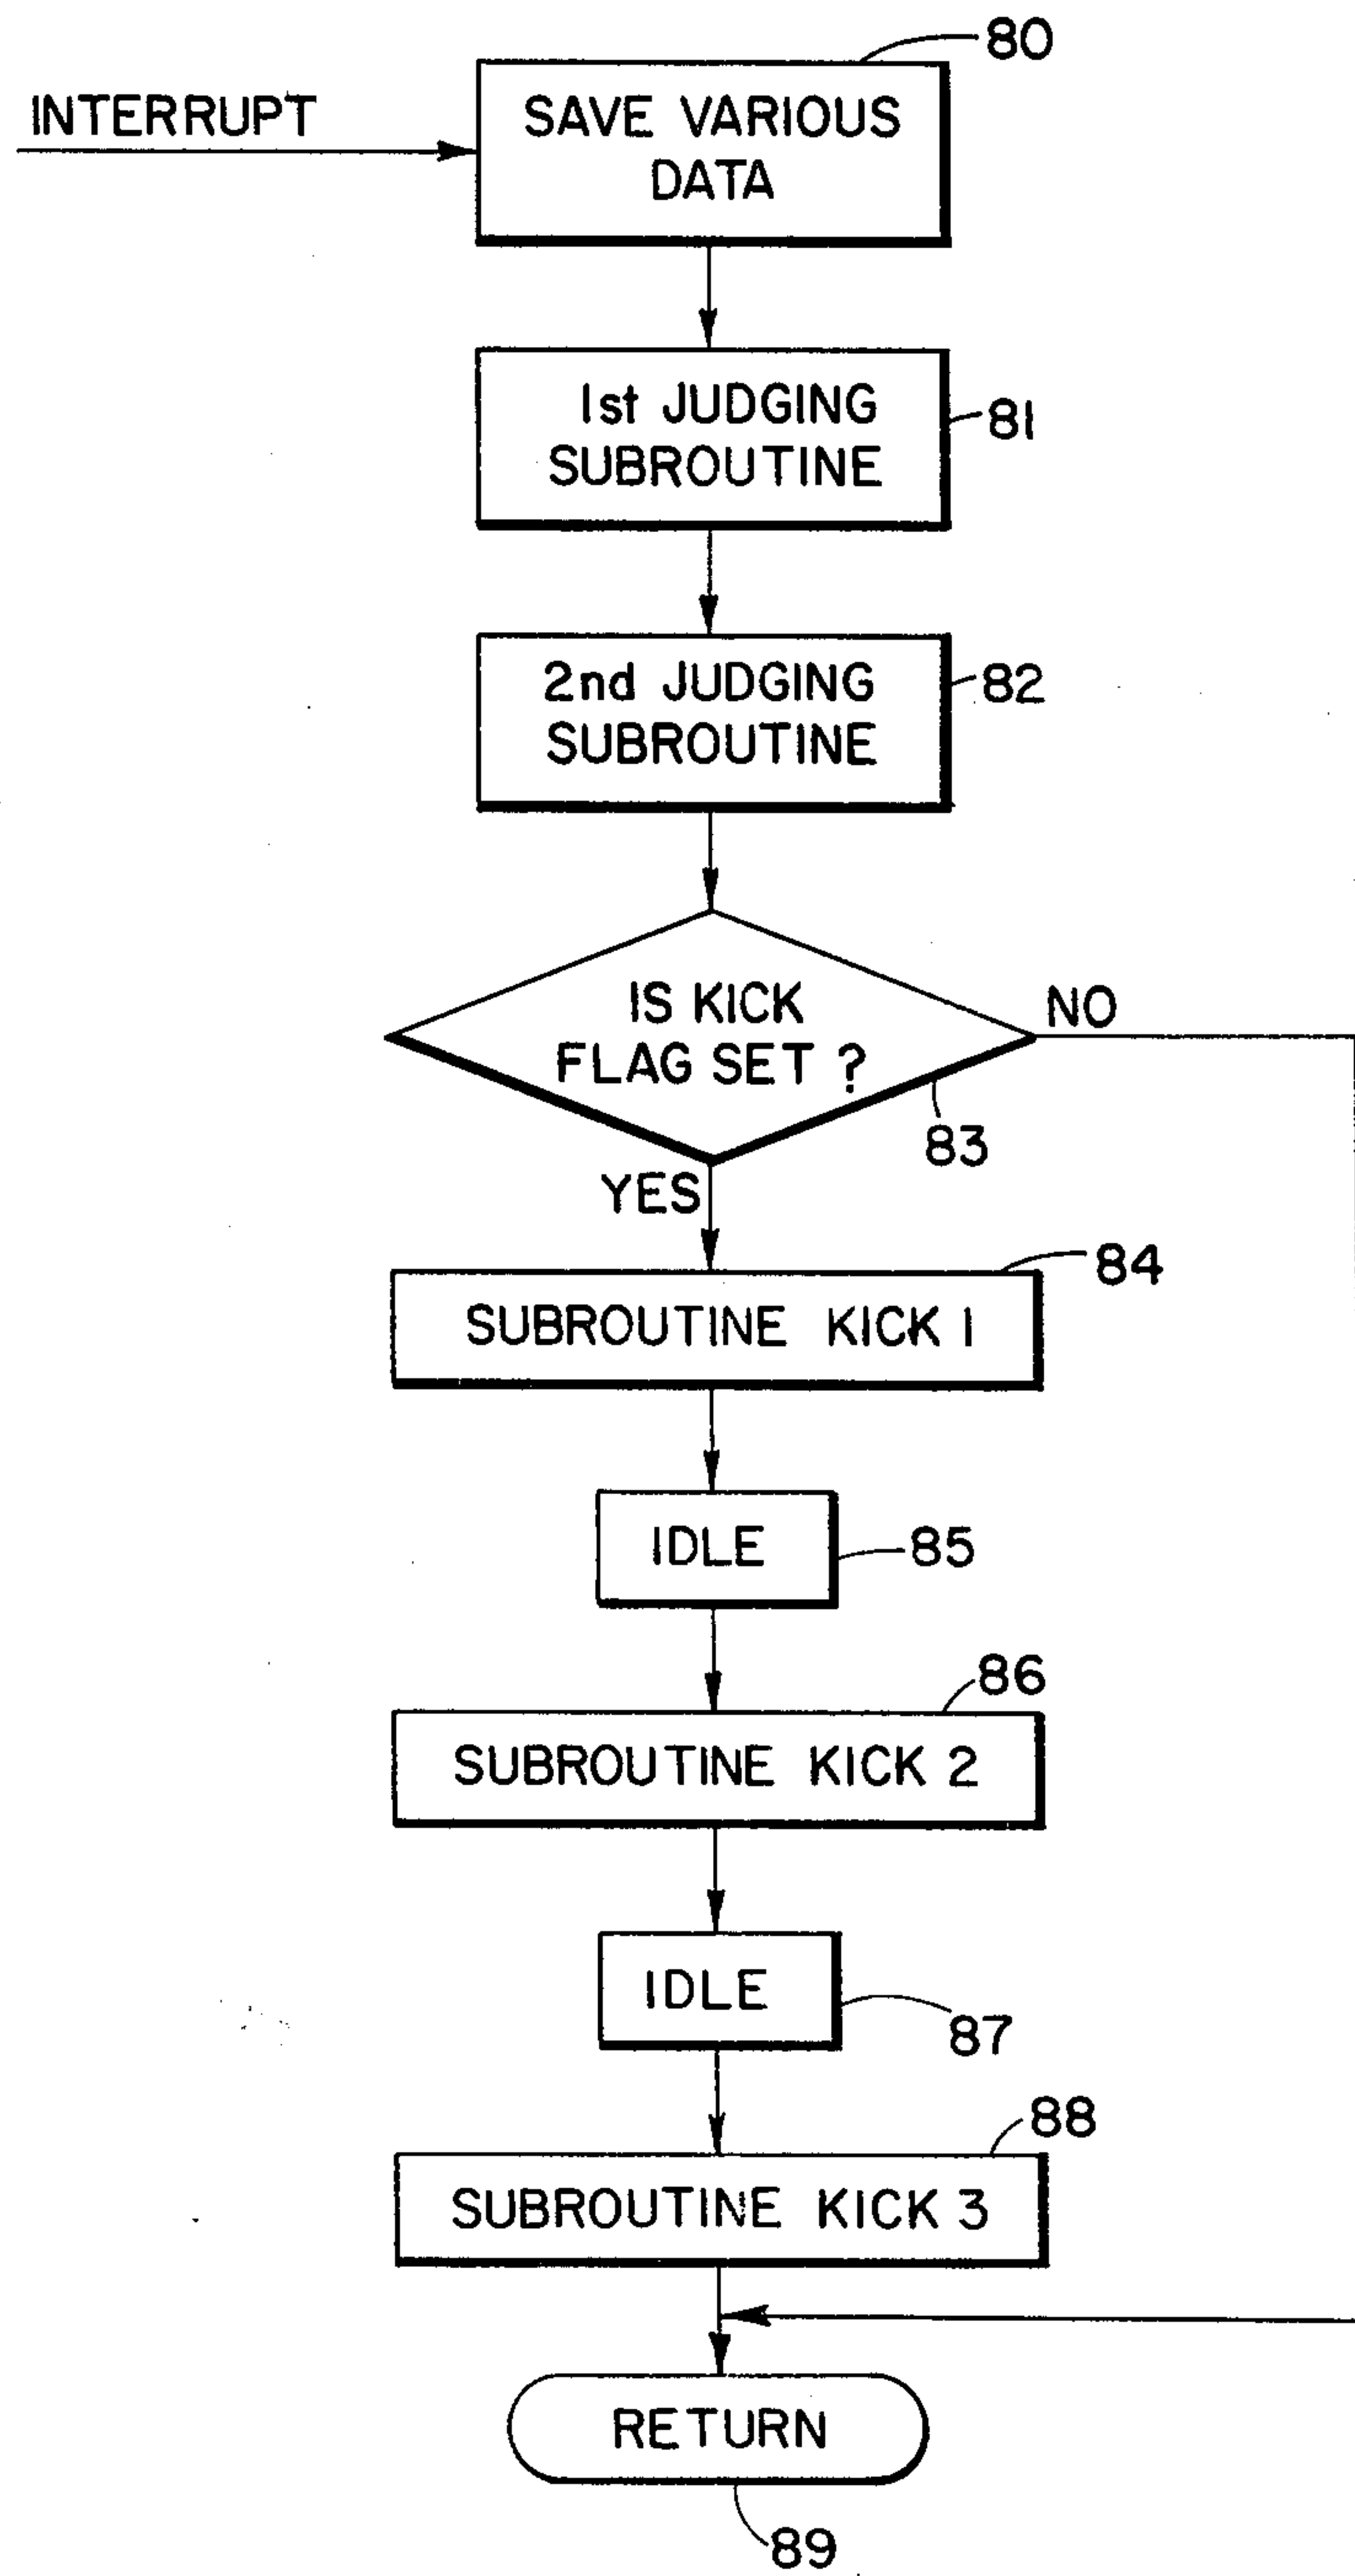 80
INTERRUPT
SAVE VARIOUS
DATA
1st JUDGING
SUBROUTINE
81
2nd JUDGING
SUBROUTINE
82
IS KICK
FLAG SET ?
NO
83
YES
84
SUBROUTINE KICK 1
IDLE
85
86
SUBROUTINE KICK 2
IDLE
87
88
SUBROUTINE KICK 3
RETURN
89